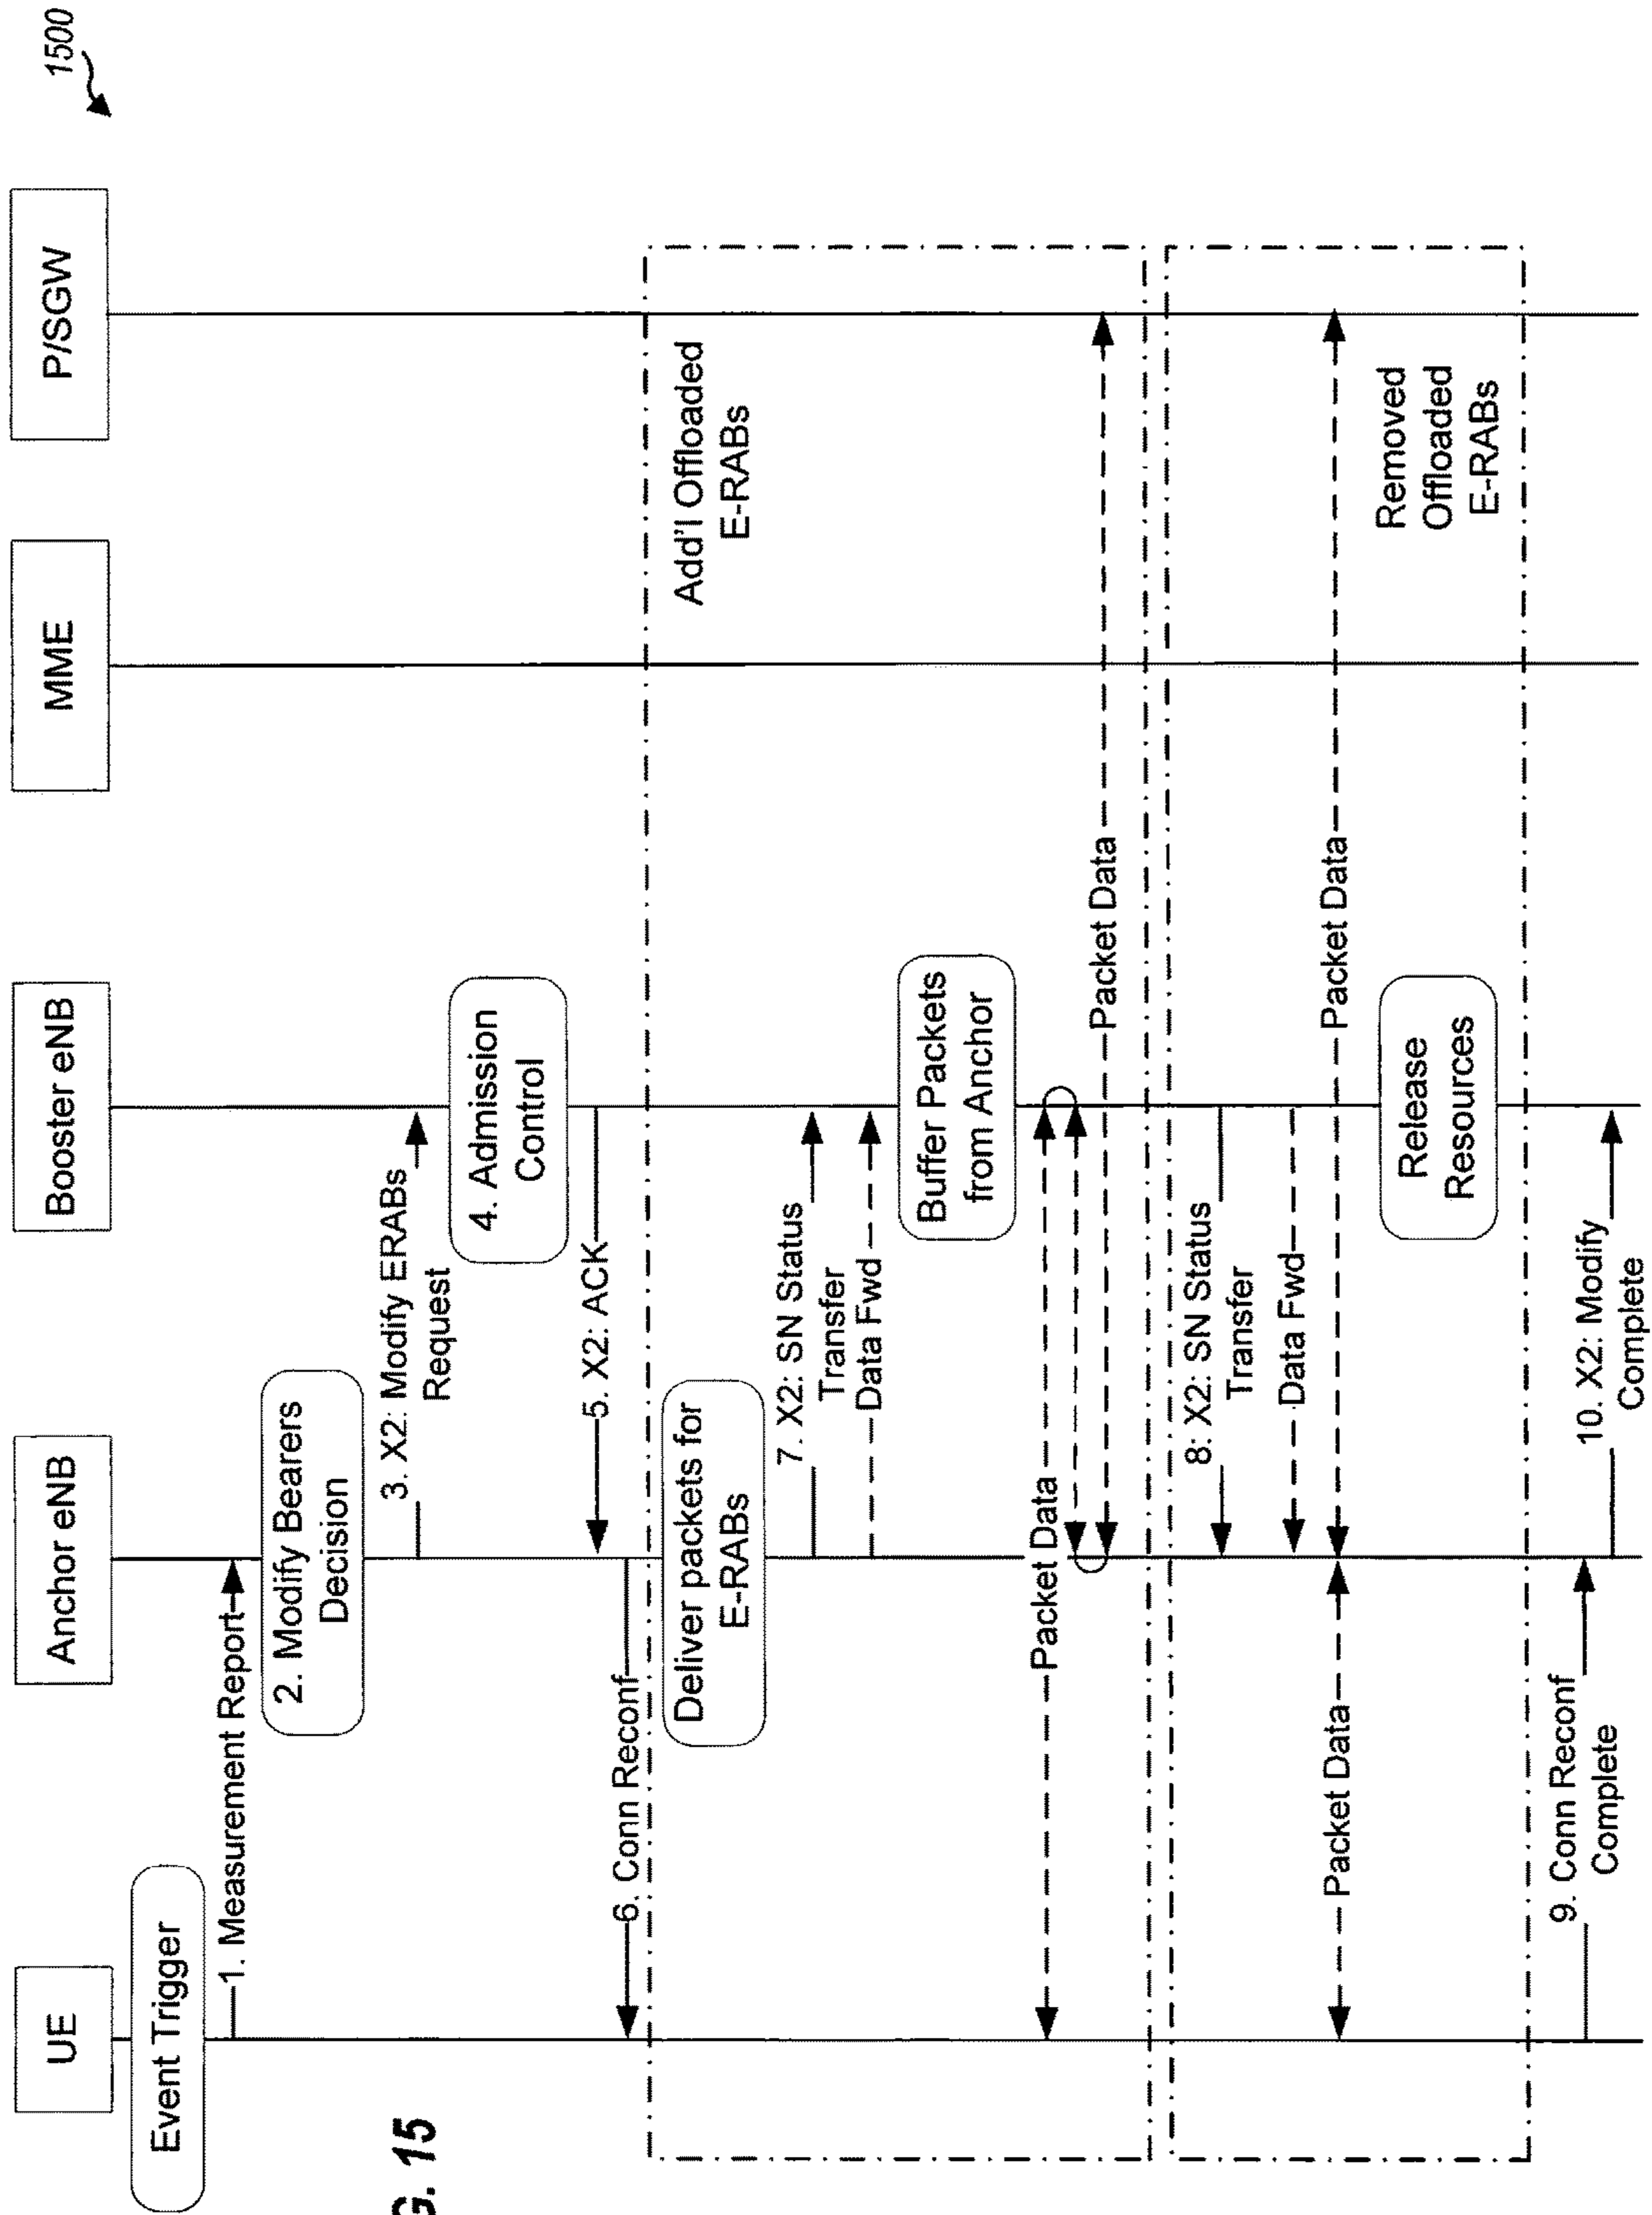 1500
UE
Anchor eNB
Booster eNB
MME
P/SGW
Event Trigger
1. Measurement Report
2. Modify Bearers
Decision
3. X2: Modify ERABs
Request
4. Admission
Control
5. X2: ACK
6. Conn Reconf
Deliver packets for
E-RABs
Add'l Offloaded
E-RABs
7. X2: SN Status
Transfer
Data Fwd
Buffer Packets
from Anchor
Packet Data
Packet Data
8: X2: SN Status
Transfer
Data Fwd
Packet Data
Packet Data
Removed
Offloaded
E-RABs
Release
Resources
9. Conn Reconf
Complete
10. X2: Modify
Complete
G. 15